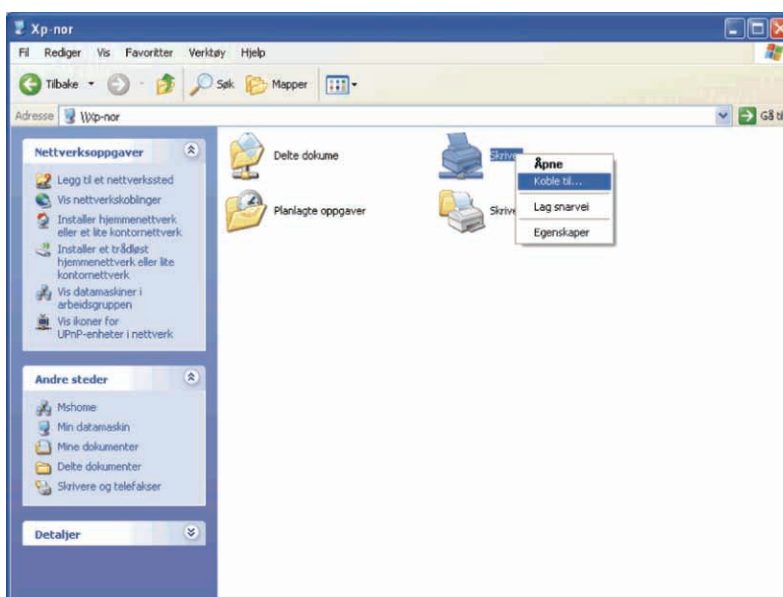 Xp-nor
Fil Rediger Vis Favoritter Verktøy Hjelp
Tilbake Søk Mapper
Adresse \\Xp-nor Gå til
Nettverksoppgaver
Legg til et nettverkssted
Vis nettverkskoblinger
Installer hjemmenettverk
eller et lite kontornettverk
Installer et trådløst
hjemmenettverk eller lite
kontornettverk
Vis datamaskiner i
arbeidsgruppen
Vis ikoner for
UPnP-enheter i nettverk
Andre steder
Mshome
Min datamaskin
Mine dokumenter
Delte dokumenter
Skrivere og telefakser
Detaljer
Delte dokume
Planlagte oppgaver
Skriver
Skrive
Åpne
Koble til...
Lag snarvei
Egenskaper